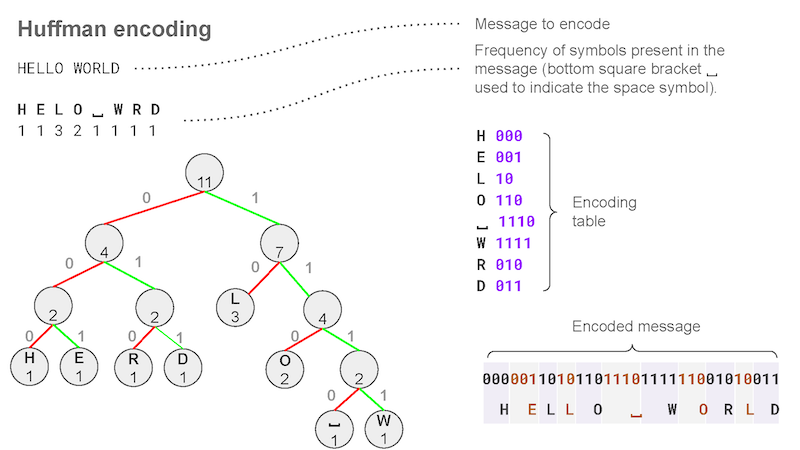 Huffman encoding
HELLO WORLD
H E L O ⎵ W R D
1 1 3 2 1 1 1 1
Message to encode
Frequency of symbols present in the
message (bottom square bracket ⎵
used to indicate the space symbol).
11
0 1
4 7
0 1 0 1
2 2 L 3 4
0 1 0 1 0 1
H 1 E 1 R 1 D 1 O 2 2
0 1
⎵ 1 W 1
H 000
E 001
L 10
O 110
⎵ 1110
W 1111
R 010
D 011
Encoding
table
Encoded message
00000110101101110111111001010011
H E L L O ⎵ W O R L D